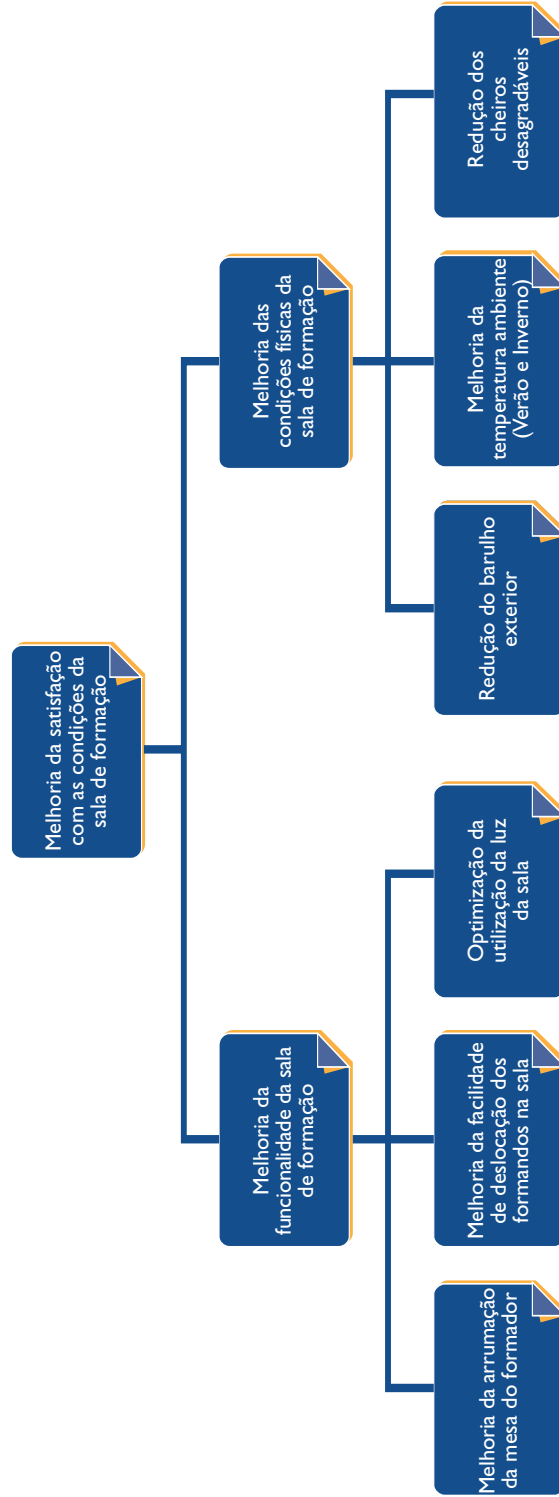 Melhoria da satisfação
com as condições da
sala de formação
Melhoria da
funcionalidade da sala
de formação
Melhoria das
condições físicas da
sala de formação
Melhoria da arrumação
da mesa do formador
Melhoria da facilidade
de deslocação dos
formandos na sala
Optimização da
utilização da luz
da sala
Redução do barulho
exterior
Melhoria da
temperatura ambiente
(Verão e Inverno)
Redução dos
cheiros
desagradáveis